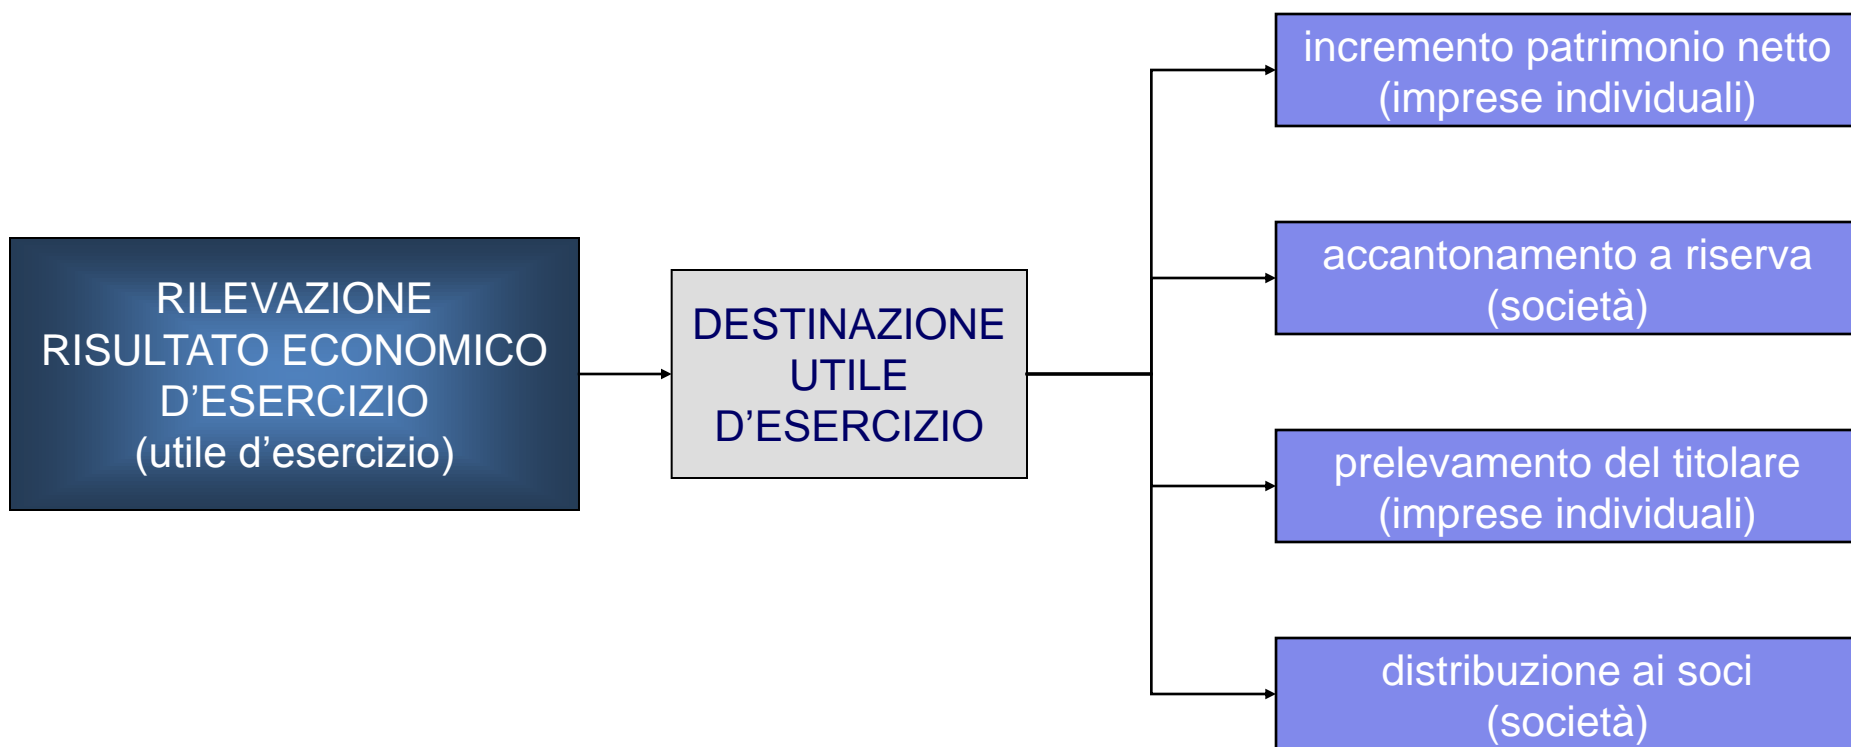 RILEVAZIONE
RISULTATO ECONOMICO
D’ESERCIZIO
(utile d’esercizio)
DESTINAZIONE
UTILE
D’ESERCIZIO
incremento patrimonio netto
(imprese individuali)
accantonamento a riserva
(società)
prelevamento del titolare
(imprese individuali)
distribuzione ai soci
(società)